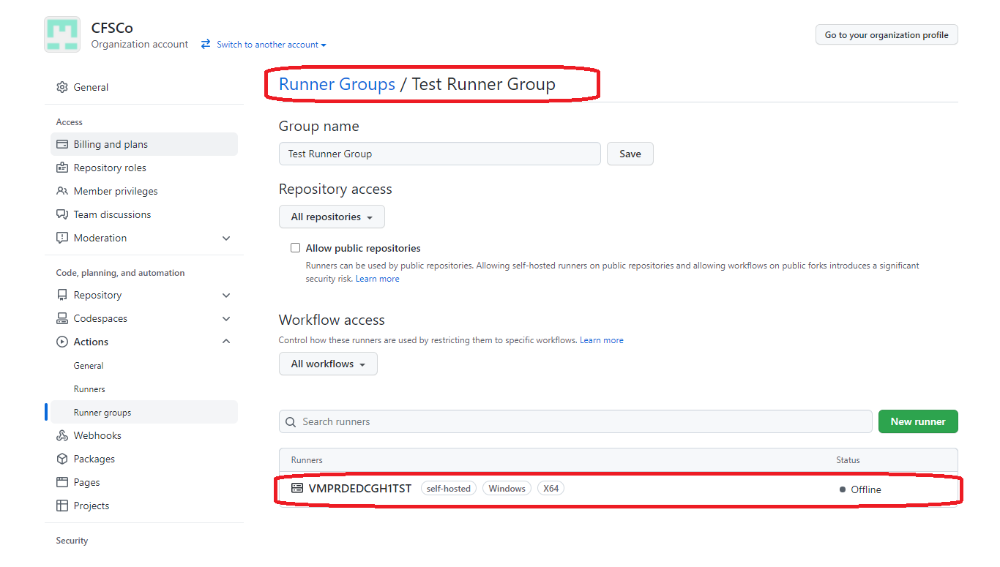 CFSCo
Organization account
Switch to another account
Go to your organization profile
General
Access
Billing and plans
Repository roles
Member privileges
Team discussions
Moderation
Code, planning, and automation
Repository
Codespaces
Actions
General
Runners
Runner groups
Webhooks
Packages
Pages
Projects
Security
Runner Groups / Test Runner Group
Group name
Test Runner Group
Save
Repository access
All repositories
Allow public repositories
Runners can be used by public repositories. Allowing self-hosted runners on public repositories and allowing workflows on public forks introduces a significant
security risk. Learn more
Workflow access
Control how these runners are used by restricting them to specific workflows. Learn more
All workflows
Search runners
New runner
Runners Status
VMPRDEDCGH1TST self-hosted Windows X64 Offline